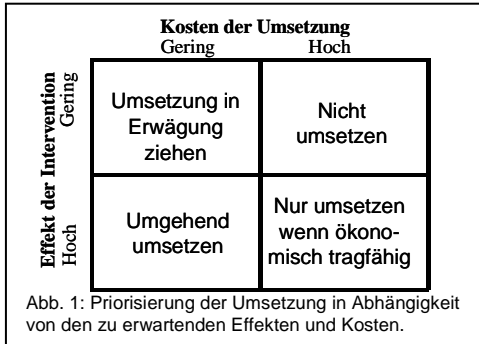 Kosten der Umsetzung
Gering Hoch
Effekt der Intervention
Gering
Hoch
Umsetzung in
Erwägung
ziehen
Nicht
umsetzen
Umgehend
umsetzen
Nur umsetzen
wenn ökono-
misch tragfähig
Abb. 1: Priorisierung der Umsetzung in Abhängigkeit
von den zu erwartenden Effekten und Kosten.